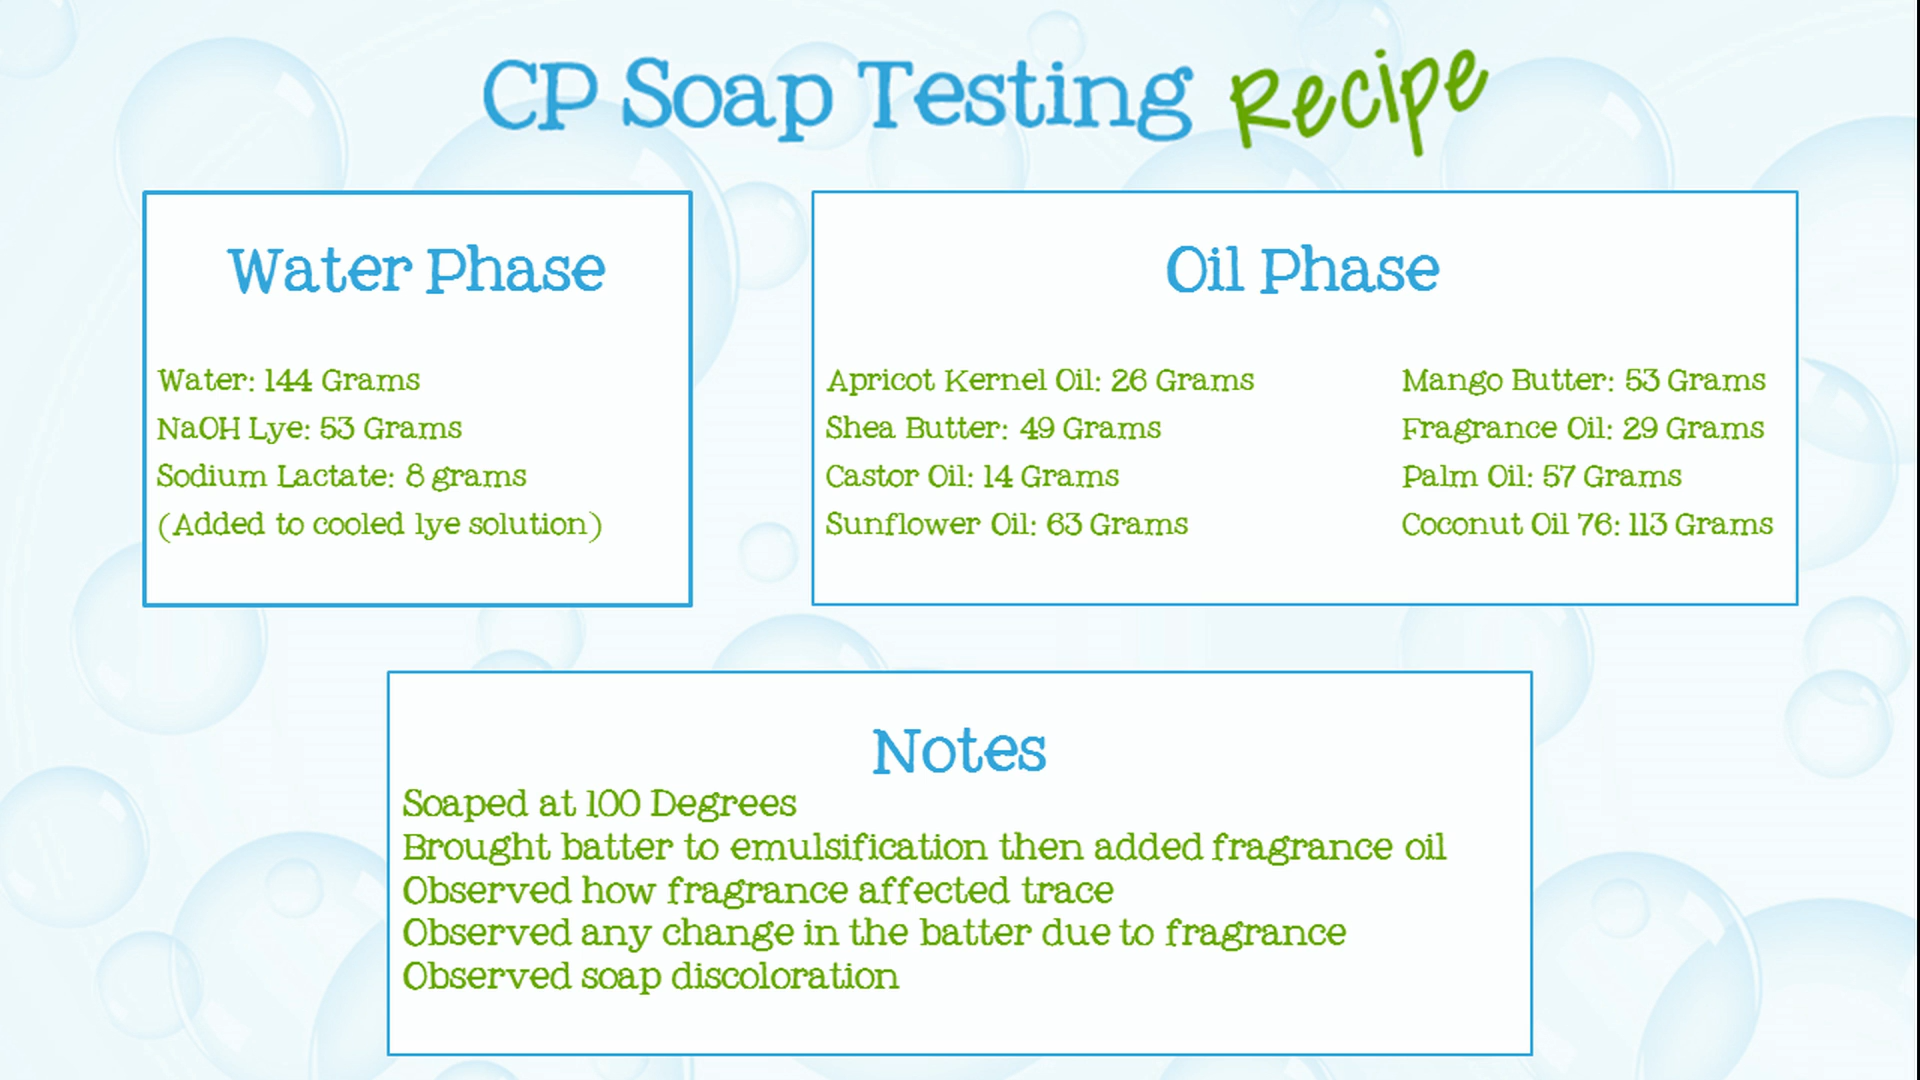 CP Soap Testing Recipe
Water Phase
Water: 144 Grams
NaOH Lye: 53 Grams
Sodium Lactate: 8 grams
(Added to cooled lye solution)
Oil Phase
Apricot Kernel Oil: 26 Grams
Shea Butter: 49 Grams
Castor Oil: 14 Grams
Sunflower Oil: 63 Grams
Mango Butter: 53 Grams
Fragrance Oil: 29 Grams
Palm Oil: 57 Grams
Coconut Oil 76: 113 Grams
Notes
Soaped at 100 Degrees
Brought batter to emulsification then added fragrance oil
Observed how fragrance affected trace
Observed any change in the batter due to fragrance
Observed soap discoloration